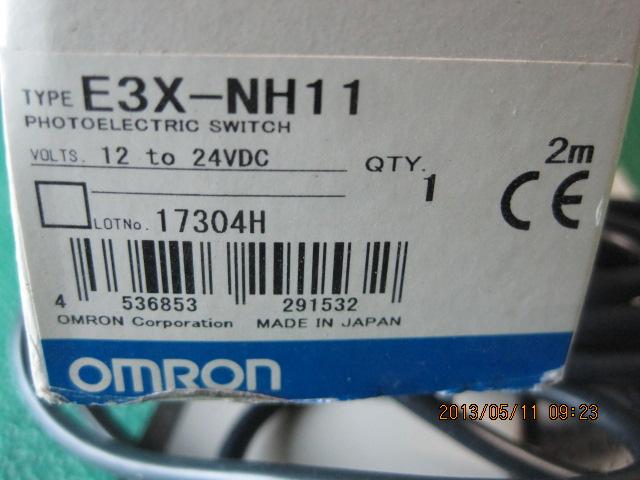 TYPE E3X-NH11
PHOTOELECTRIC SWITCH
VOLTS. 12 to 24VDC
QTY. 1
2m
CE
LOTNo. 17304H
4 536853 291532
OMRON Corporation MADE IN JAPAN
OMRON
2013/05/11 09:23